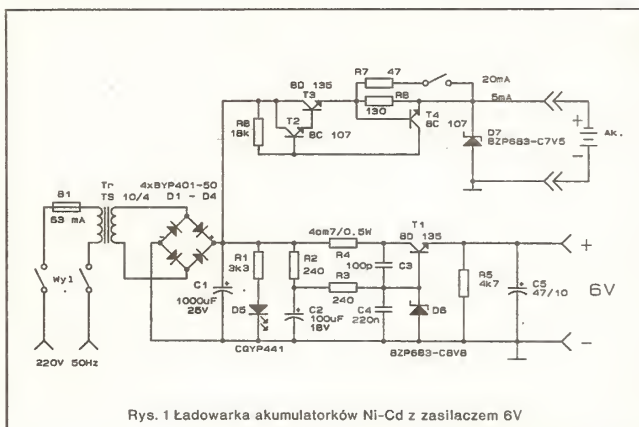 R7 47
20mA
BD 135
T3
R8
130
5mA
T2
BC 107
R6
18k
T4
BC 107
D7
BZP683-C7V5
+
Ak.
-
B1
63 mA
Tr
TS 10/4
4xBYP401-50
D1 - D4
Wyl
220V 50Hz
C1
1000uF
25V
R1
3K3
D5
CQYP441
R2
240
C2
100uF
16V
4om7/0.5W
R4
100p
C3
R3
240
C4
220n
T1
BD 135
D6
BZP683-C6V8
R5
4k7
C5
47/10
+
6V
-
Rys. 1 Ładowarka akumulatorków Ni-Cd z zasilaczem 6V